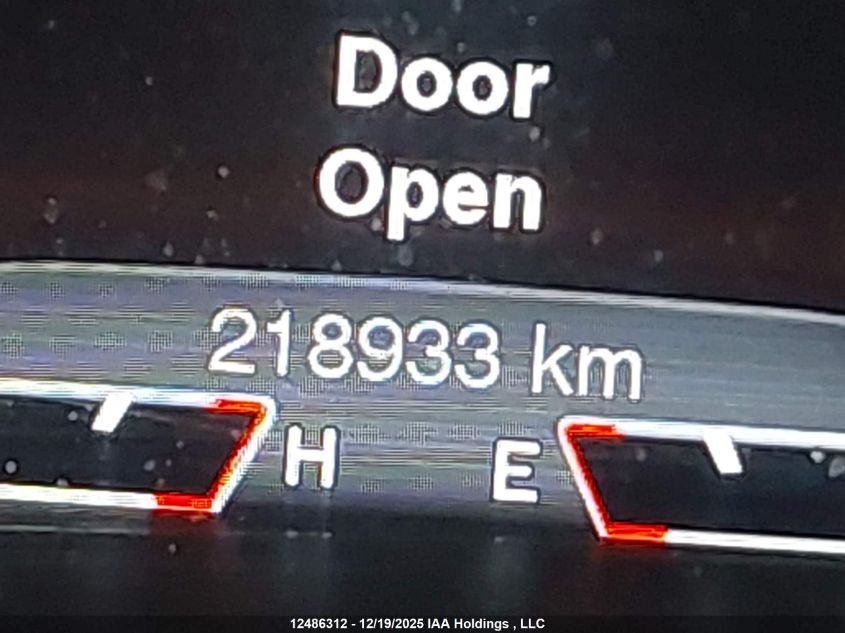 Door
Open
218933 km
H E
12486312 - 12/19/2025 IAA Holdings , LLC